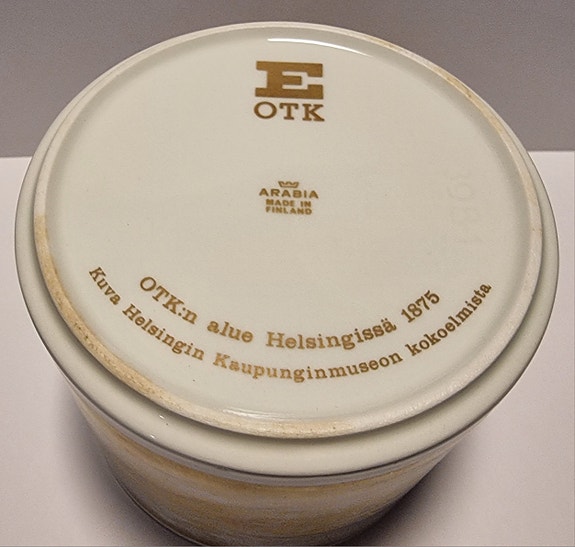 E
OTK
ARABIA
MADE IN
FINLAND
OTK:n alue Helsingissä 1875
Kuva Helsingin Kaupunginmuseon kokoelmista